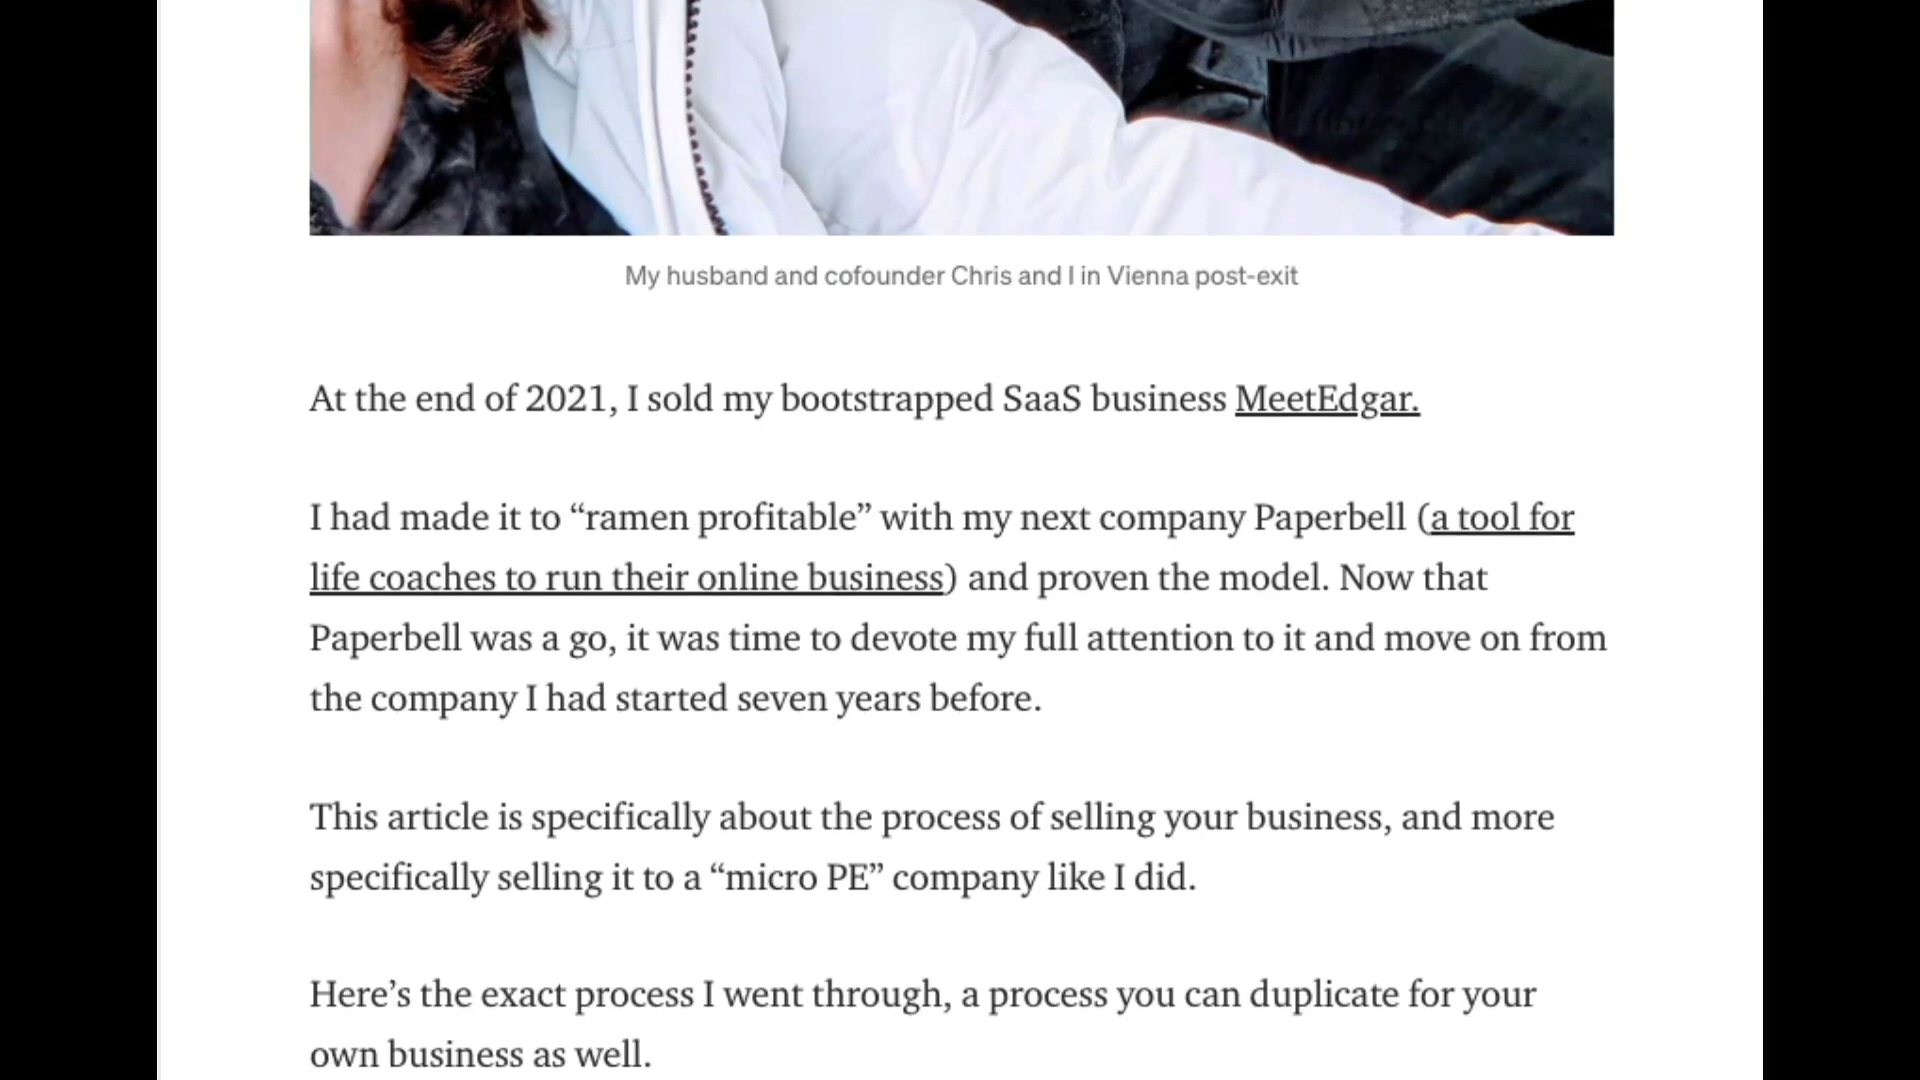 My husband and cofounder Chris and I in Vienna post-exit
At the end of 2021, I sold my bootstrapped SaaS business MeetEdgar.
I had made it to “ramen profitable” with my next company Paperbell (a tool for
life coaches to run their online business) and proven the model. Now that
Paperbell was a go, it was time to devote my full attention to it and move on from
the company I had started seven years before.
This article is specifically about the process of selling your business, and more
specifically selling it to a “micro PE” company like I did.
Here’s the exact process I went through, a process you can duplicate for your
own business as well.